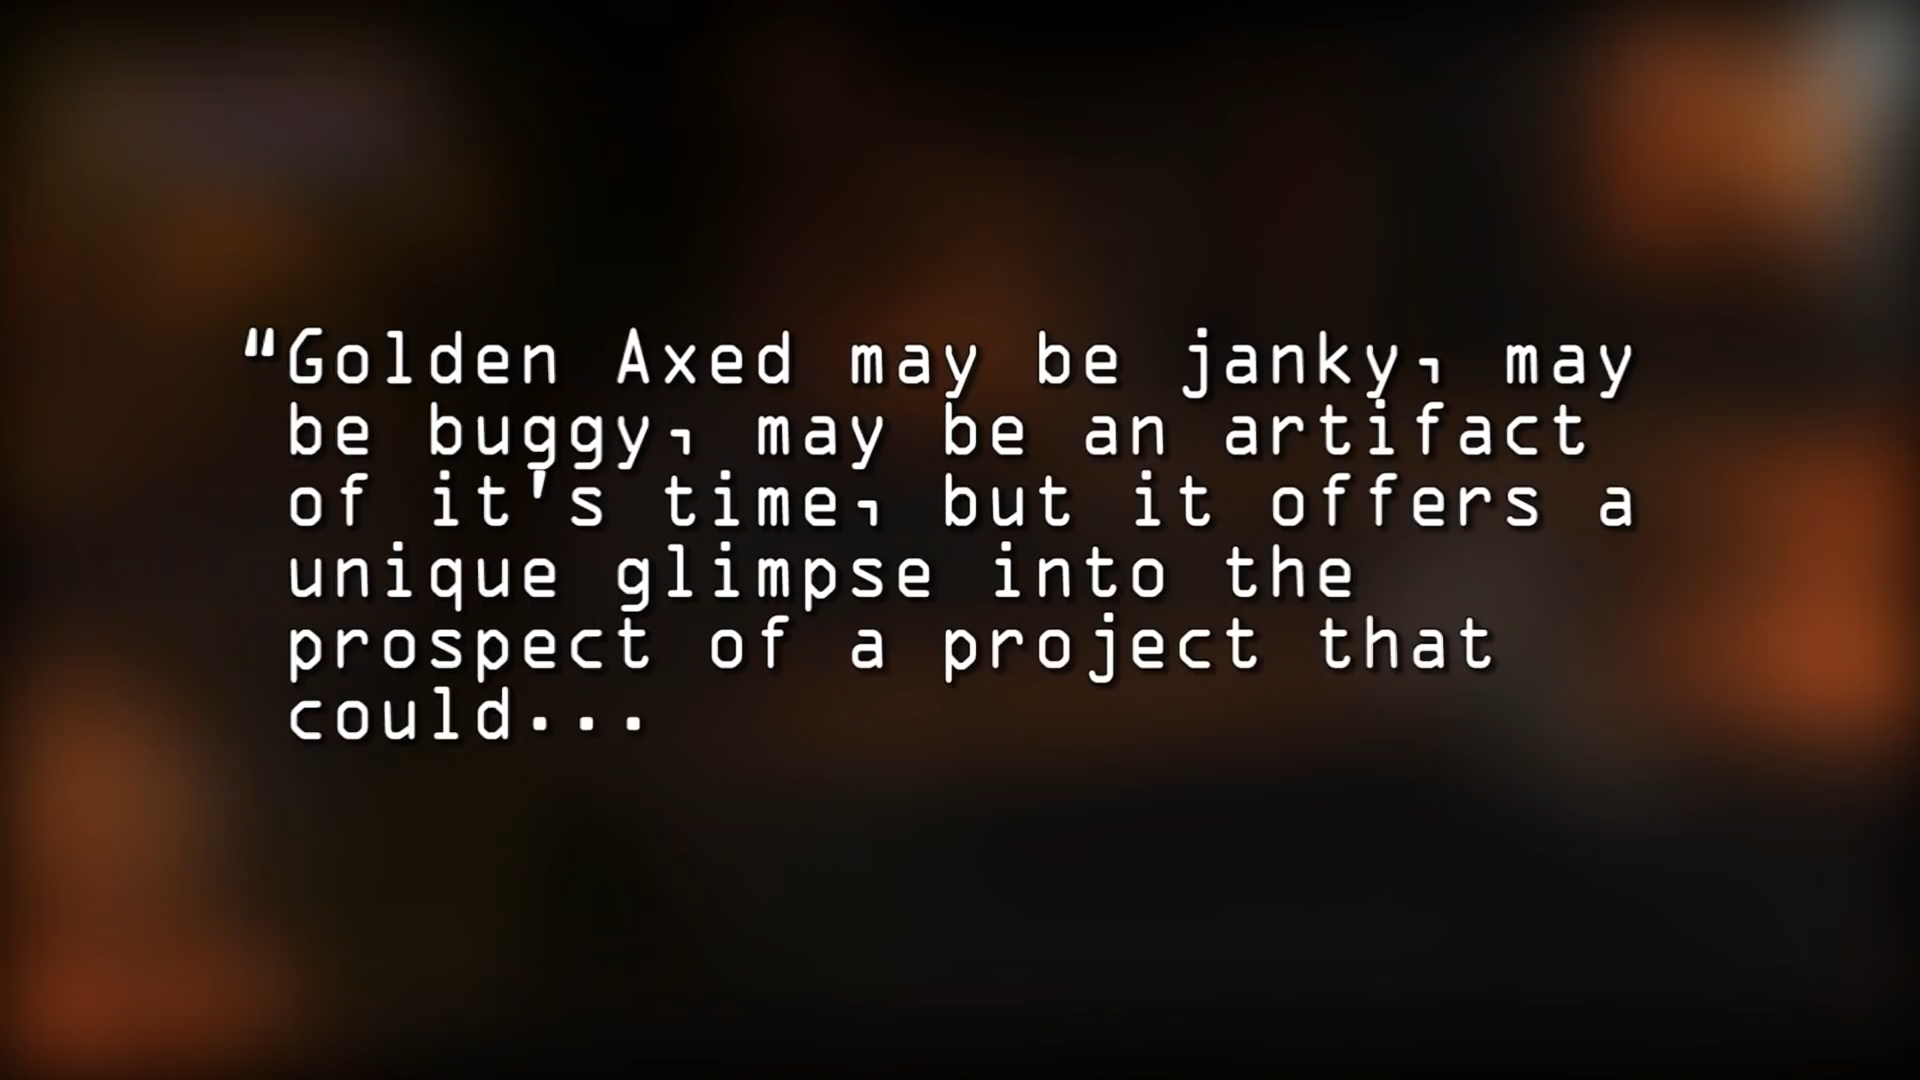 “Golden Axed may be janky, may
be buggy, may be an artifact
of it's time, but it offers a
unique glimpse into the
prospect of a project that
could...